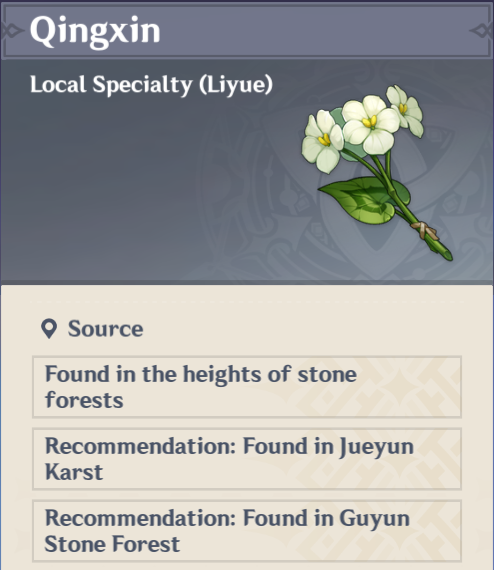 Qingxin
Local Specialty (Liyue)
Source
Found in the heights of stone
forests
Recommendation: Found in Jueyun
Karst
Recommendation: Found in Guyun
Stone Forest